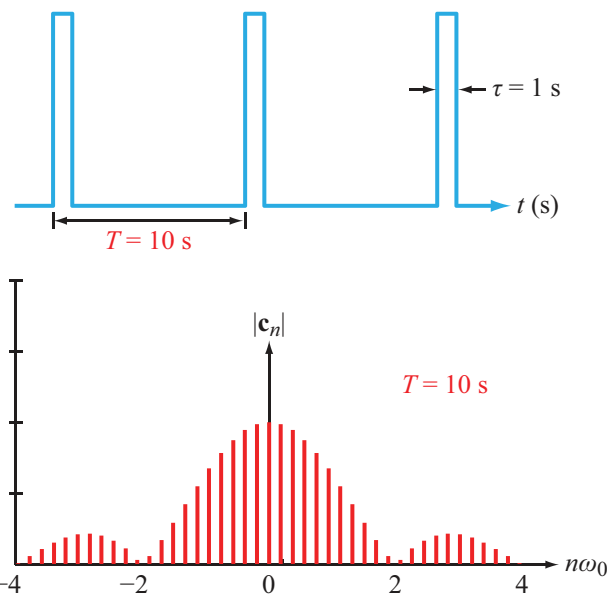 τ = 1 s
t (s)
T = 10 s
|cₙ|
T = 10 s
−4 −2 0 2 4 nω₀